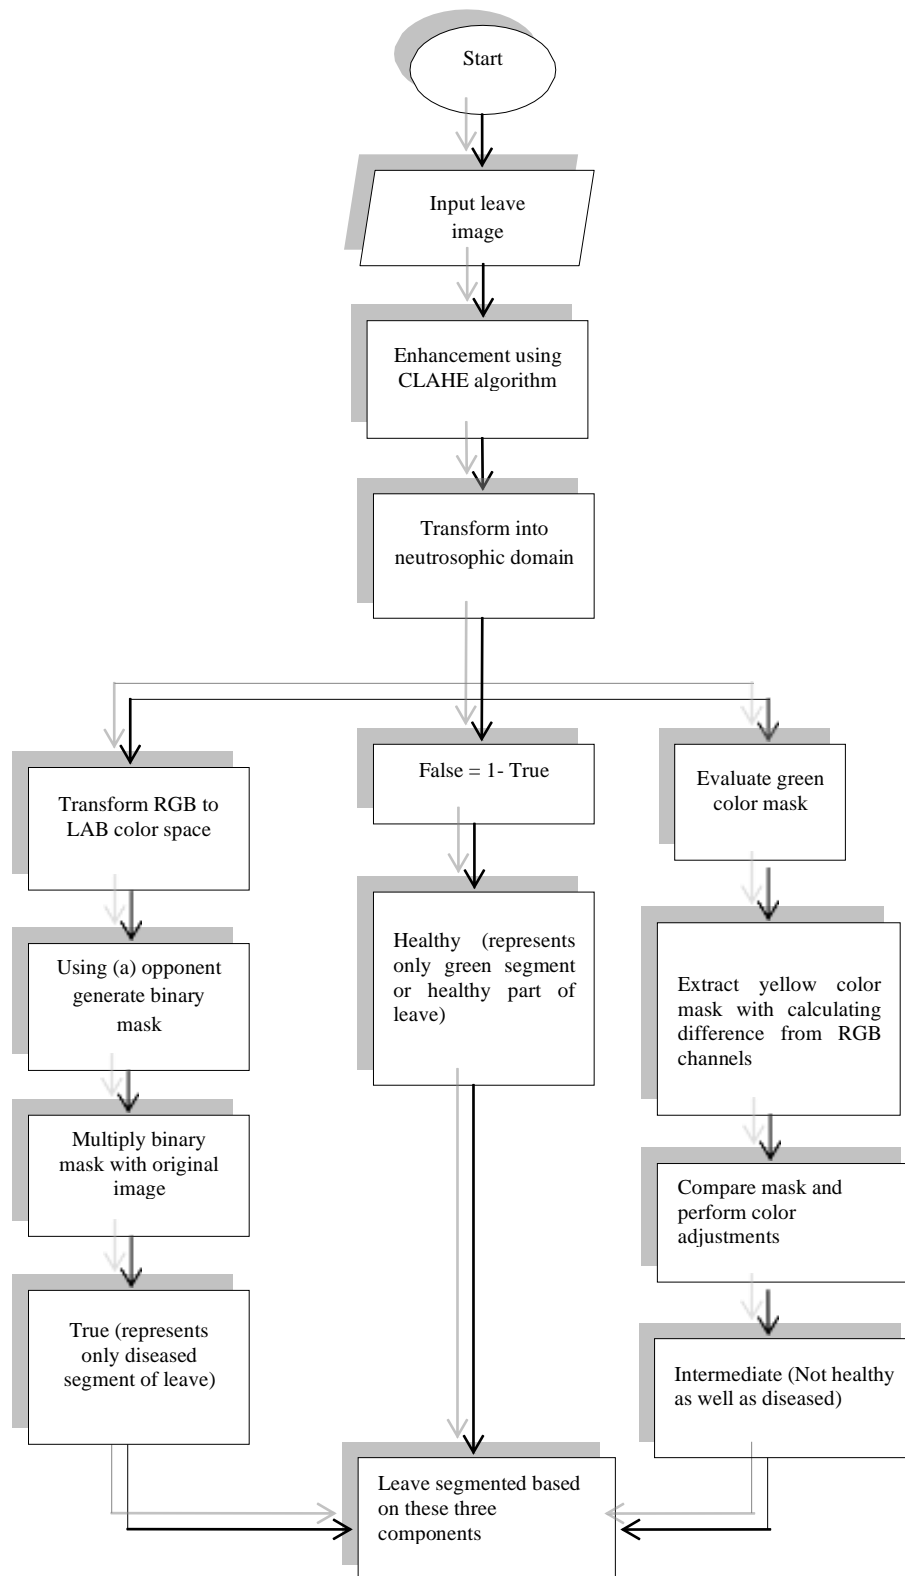 Start
Input leave
image
Enhancement using
CLAHE algorithm
Transform into
neutrosophic domain
Transform RGB to
LAB color space
Using (a) opponent
generate binary
mask
Multiply binary
mask with original
image
True (represents
only diseased
segment of leave)
False = 1- True
Healthy (represents
only green segment
or healthy part of
leave)
Evaluate green
color mask
Extract yellow color
mask with calculating
difference from RGB
channels
Compare mask and
perform color
adjustments
Intermediate (Not healthy
as well as diseased)
Leave segmented based
on these three
components